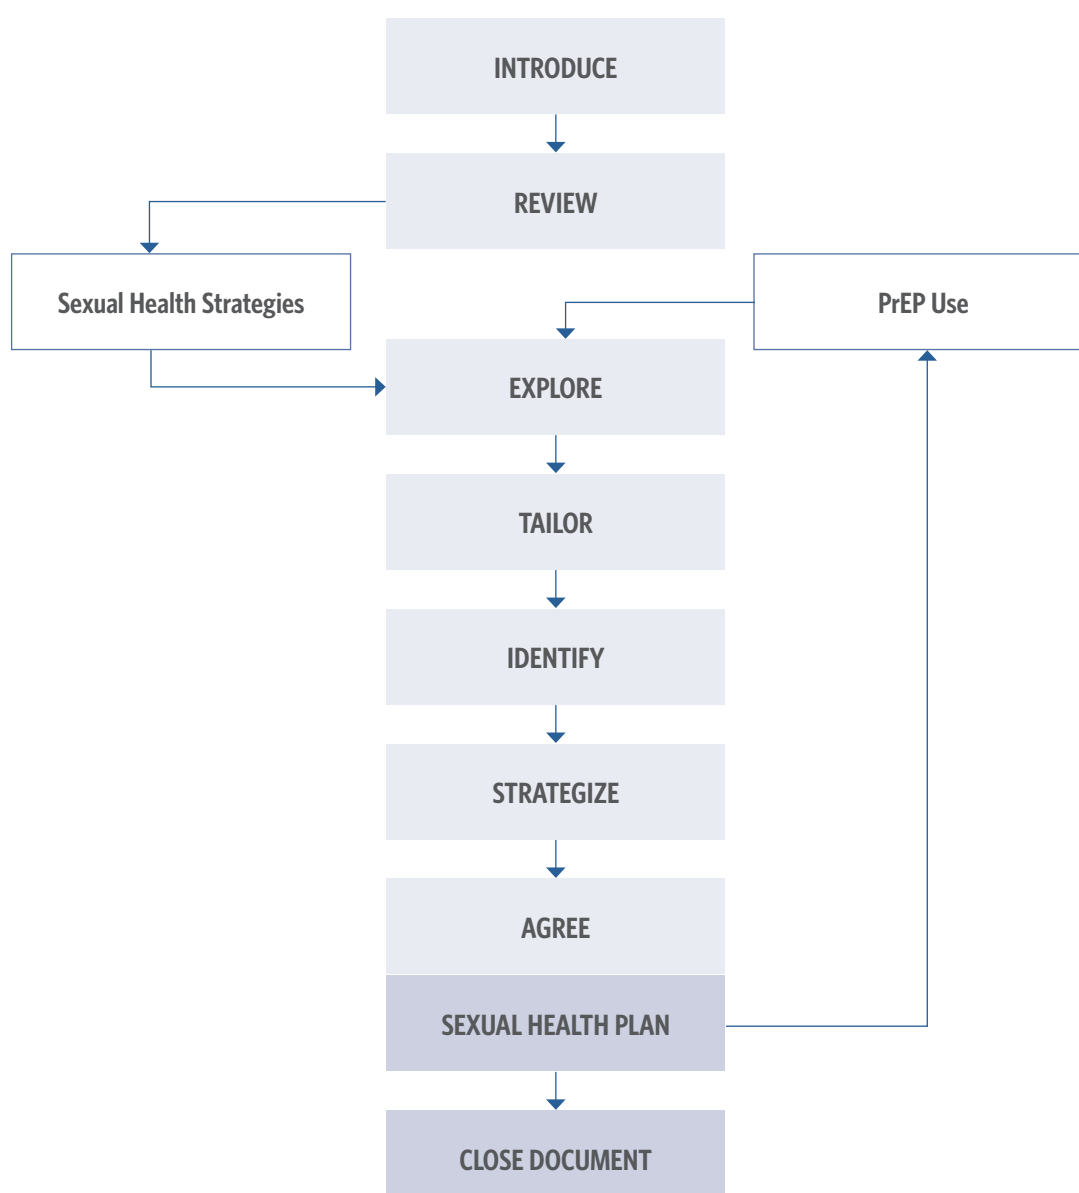 INTRODUCE
REVIEW
Sexual Health Strategies
PrEP Use
EXPLORE
TAILOR
IDENTIFY
STRATEGIZE
AGREE
SEXUAL HEALTH PLAN
CLOSE DOCUMENT